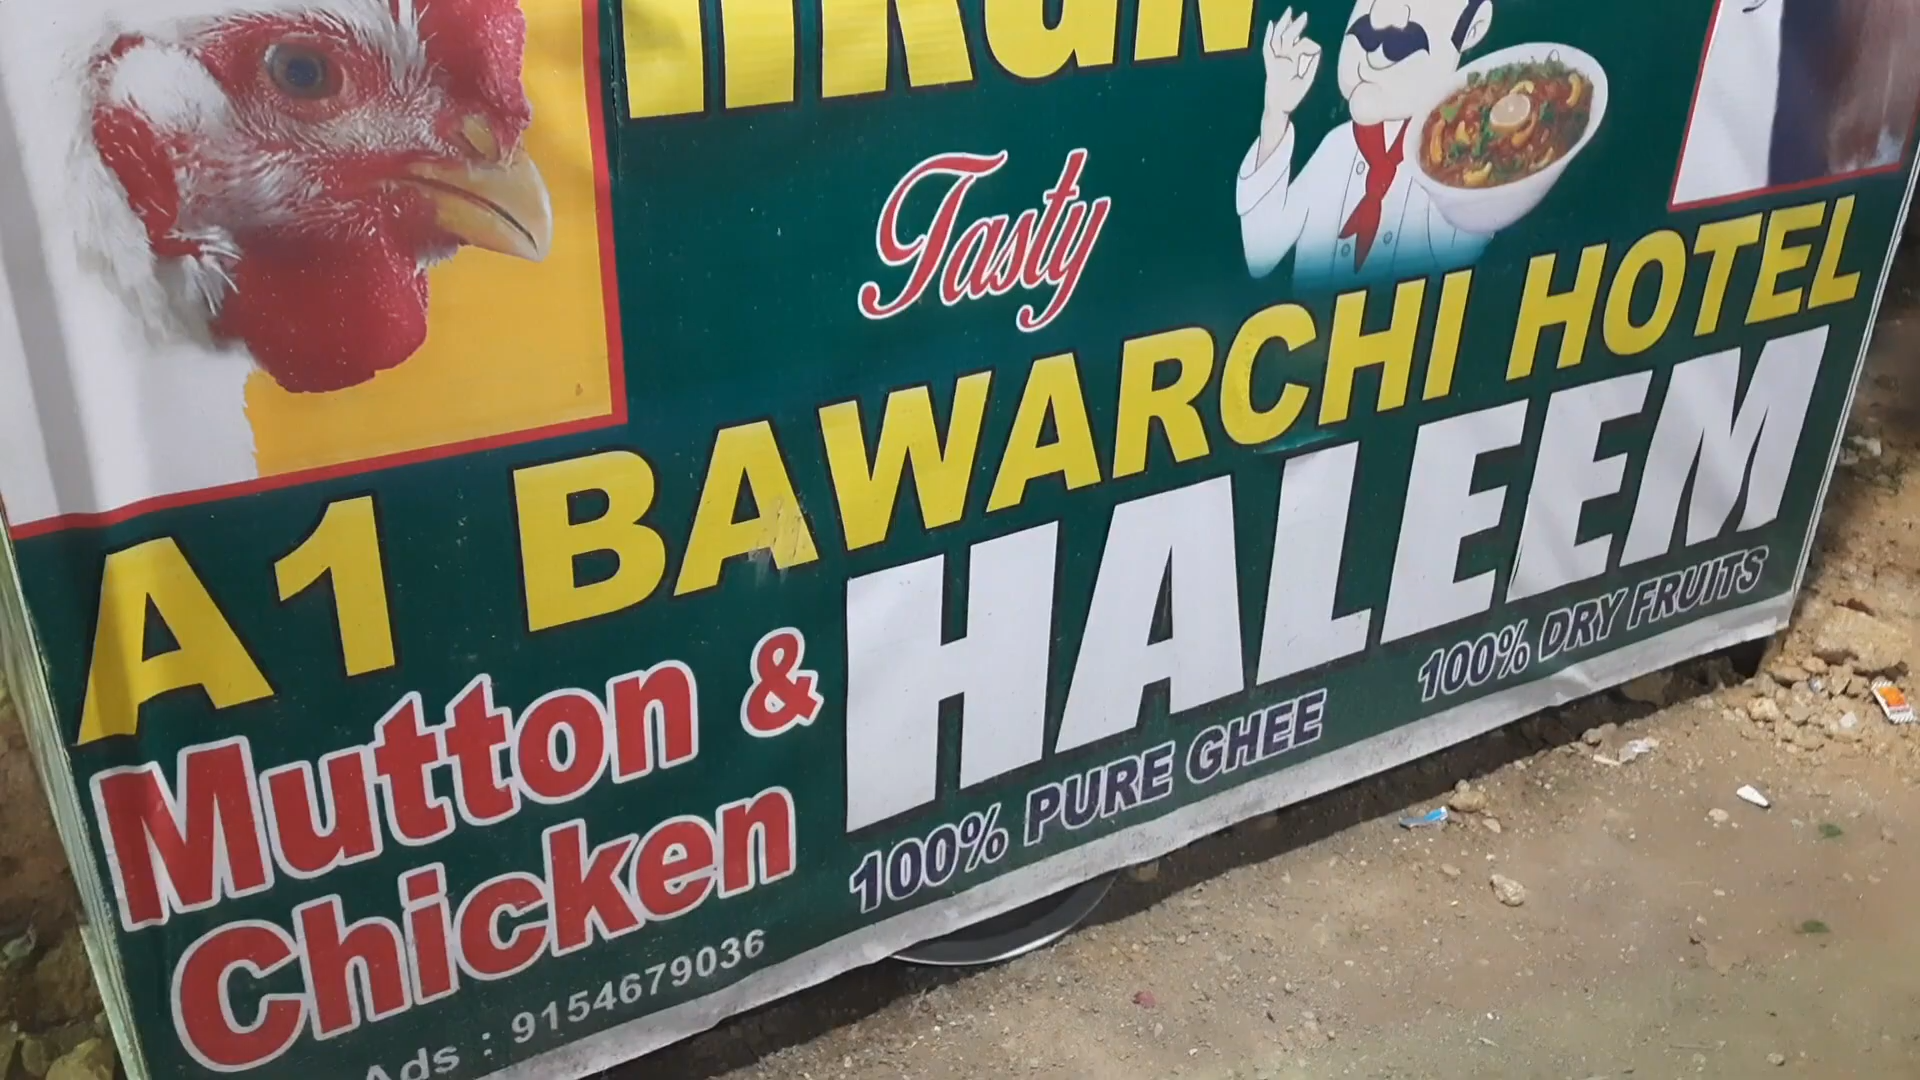 Tasty
A1 BAWARCHI HOTEL
Mutton &
Chicken
HALEEM
100% PURE GHEE
100% DRY FRUITS
Ads : 9154679036